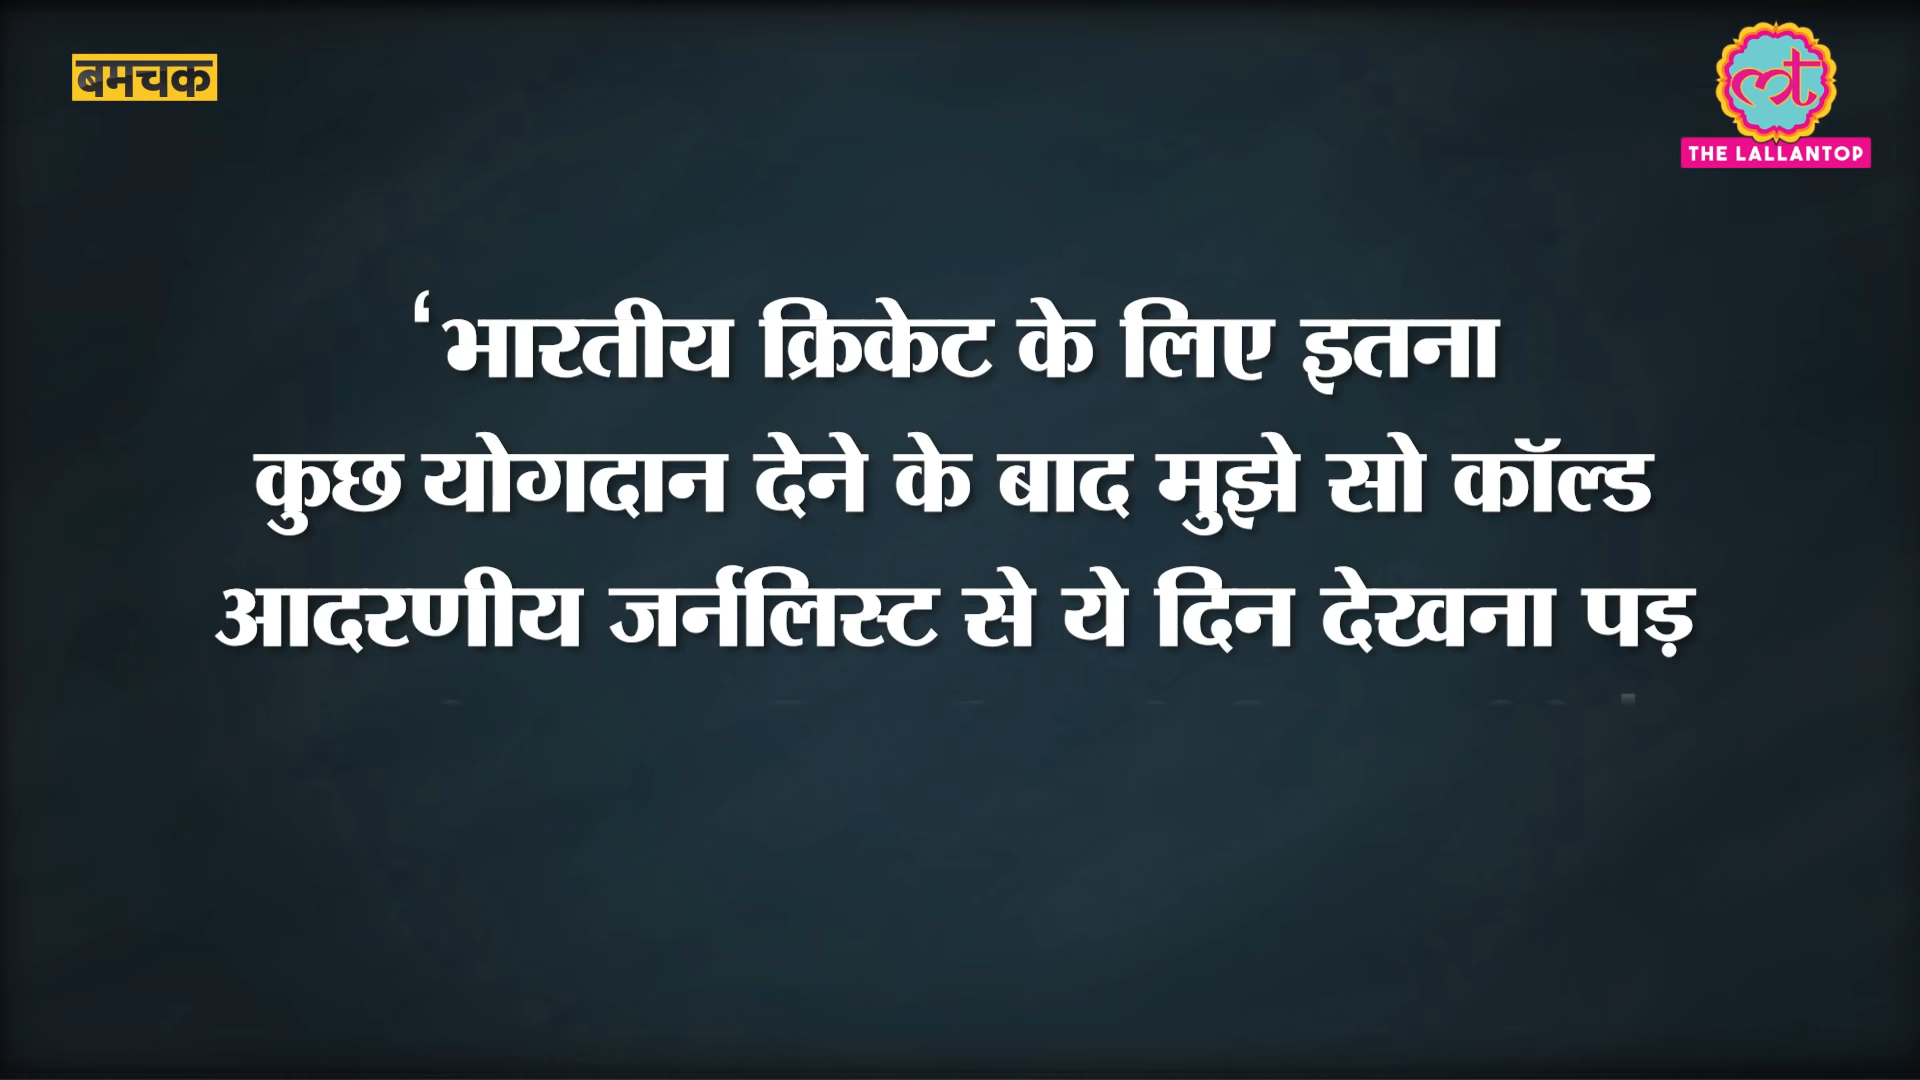 बमचक
THE LALLANTOP
‘भारतीय क्रिकेट के लिए इतना
कुछ योगदान देने के बाद मुझे सो कॉल्ड
आदरणीय जर्नलिस्ट से ये दिन देखना पड़